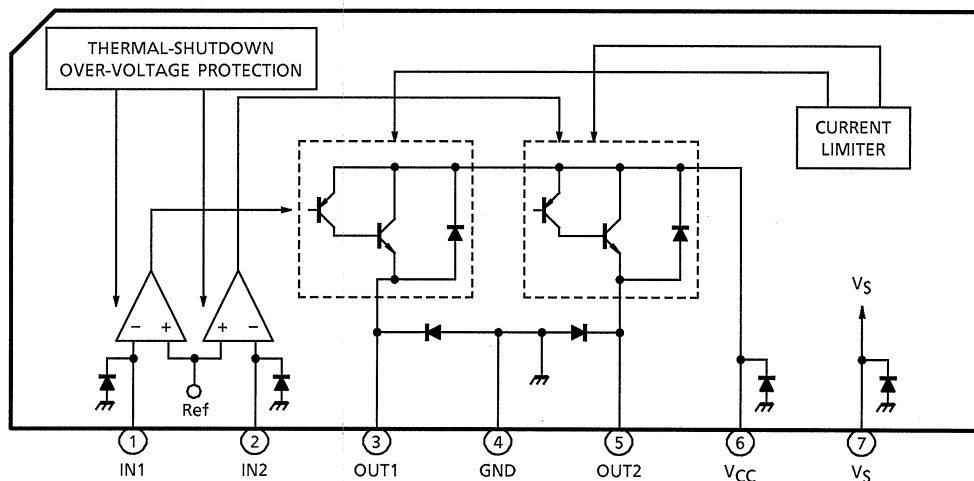 THERMAL-SHUTDOWN
OVER-VOLTAGE PROTECTION
CURRENT
LIMITER
VS
− + + −
Ref
1 2 3 4 5 6 7
IN1 IN2 OUT1 GND OUT2 VCC VS